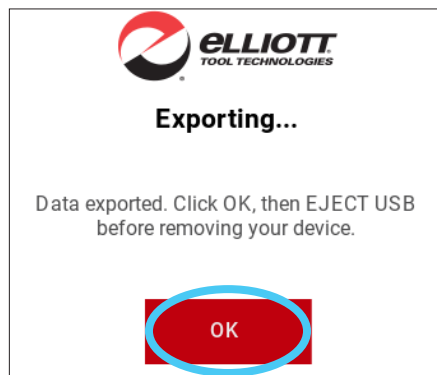 ELLIOTT
TOOL TECHNOLOGIES
Exporting...
Data exported. Click OK, then EJECT USB
before removing your device.
OK